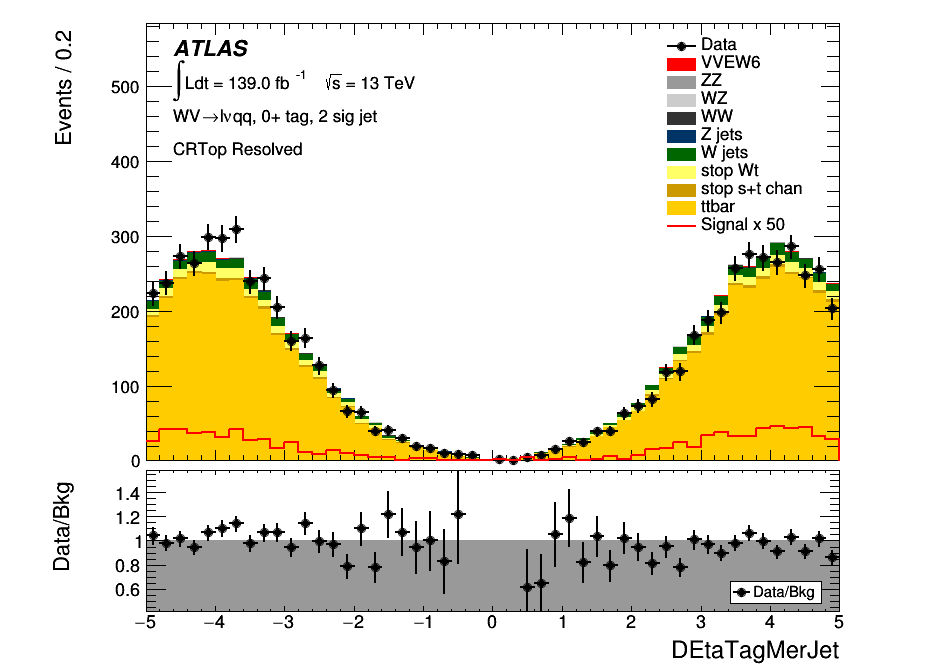 Events / 0.2
500
400
300
200
100
0
ATLAS
∫Ldt = 139.0 fb⁻¹ √s = 13 TeV
WV→lνqq, 0+ tag, 2 sig jet
CRTop Resolved
Data
VVEW6
ZZ
WZ
WW
Z jets
W jets
stop Wt
stop s+t chan
ttbar
Signal x 50
Data/Bkg
1.4
1.2
1
0.8
0.6
Data/Bkg
−5 −4 −3 −2 −1 0 1 2 3 4 5
DEtaTagMerJet